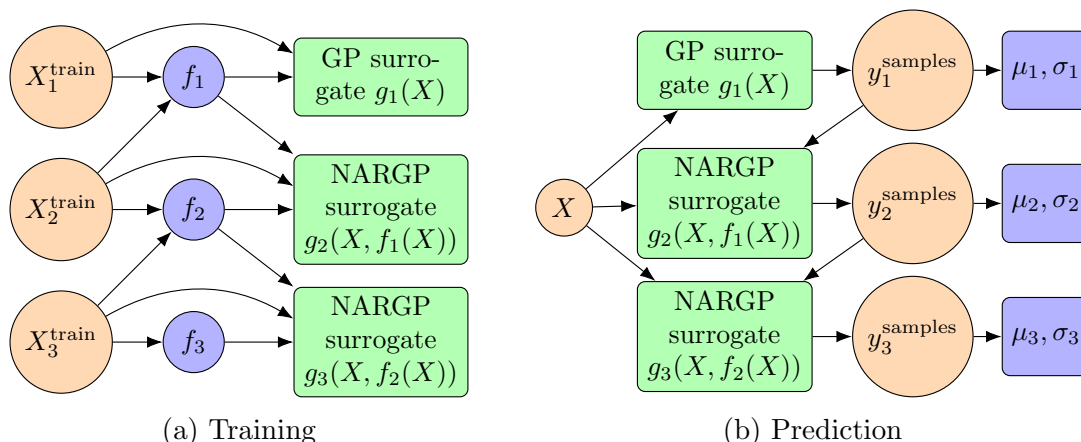 X_1^train
f_1
GP surro-
gate g_1(X)
X_2^train
f_2
NARGP
surrogate
g_2(X, f_1(X))
X_3^train
f_3
NARGP
surrogate
g_3(X, f_2(X))
(a) Training
X
GP surro-
gate g_1(X)
y_1^samples
μ_1, σ_1
NARGP
surrogate
g_2(X, f_1(X))
y_2^samples
μ_2, σ_2
NARGP
surrogate
g_3(X, f_2(X))
y_3^samples
μ_3, σ_3
(b) Prediction